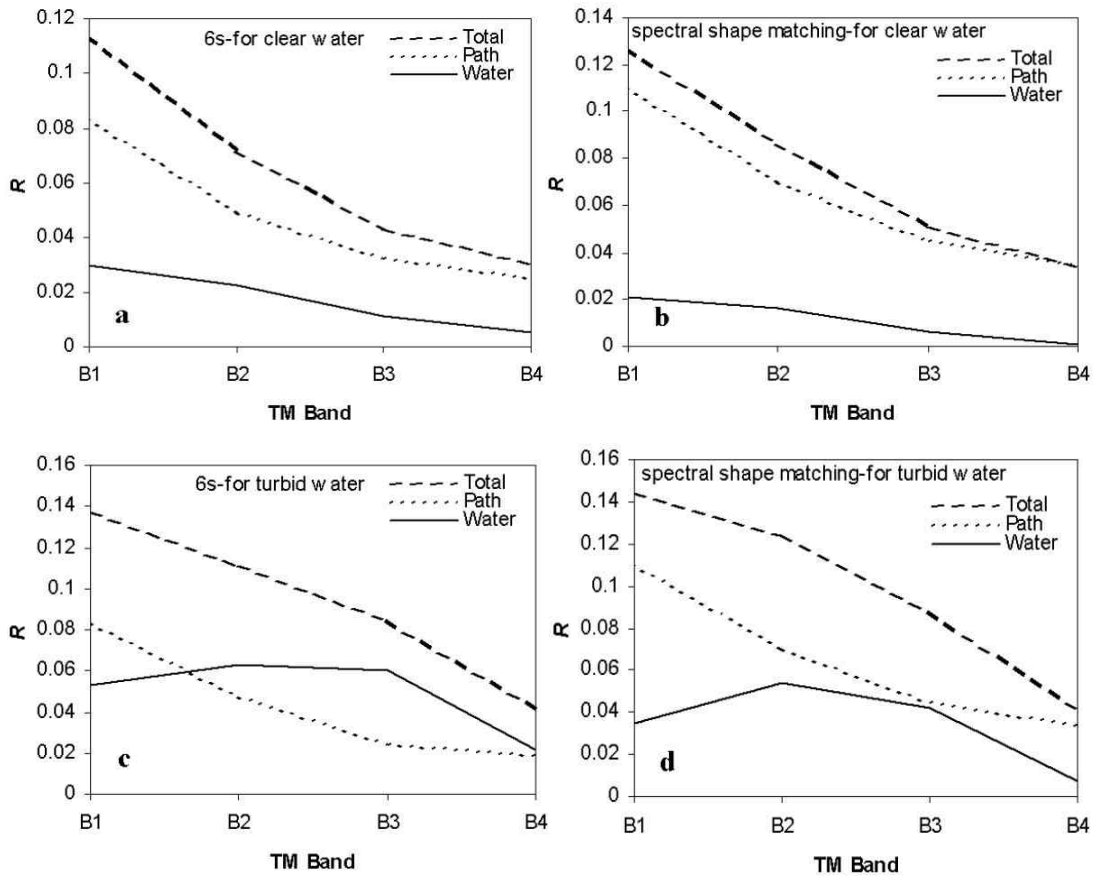 6s-for clear water
Total
Path
Water
0.12
0.1
0.08
0.06
0.04
0.02
0
R
a
B1 B2 B3 B4
TM Band
spectral shape matching-for clear water
Total
Path
Water
0.14
0.12
0.1
0.08
0.06
0.04
0.02
0
R
b
B1 B2 B3 B4
TM Band
6s-for turbid water
Total
Path
Water
0.16
0.14
0.12
0.1
0.08
0.06
0.04
0.02
0
R
c
B1 B2 B3 B4
TM Band
spectral shape matching-for turbid water
Total
Path
Water
0.16
0.14
0.12
0.1
0.08
0.06
0.04
0.02
0
R
d
B1 B2 B3 B4
TM Band